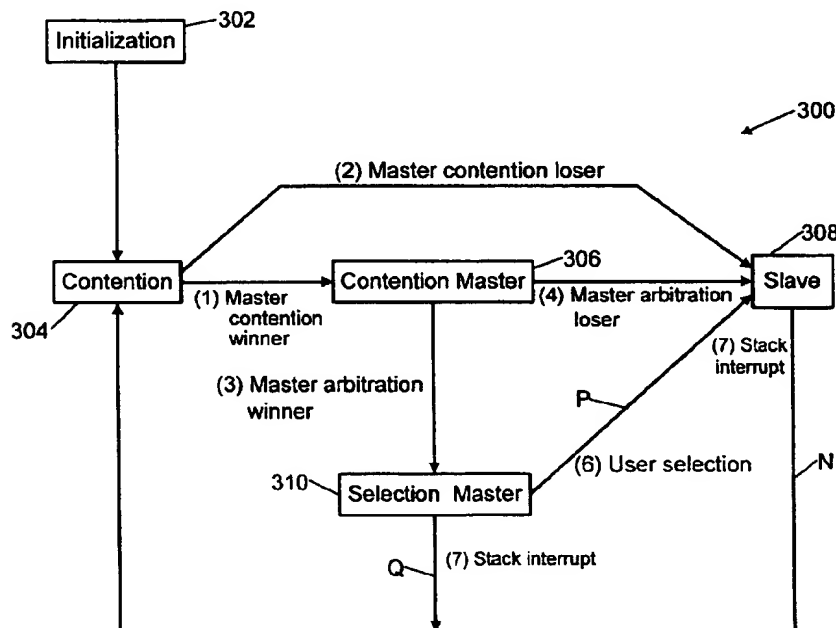 302
Initialization
300
(2) Master contention loser
308
306
Contention
Contention Master
Slave
304
(1) Master
contention
winner
(4) Master arbitration
loser
(7) Stack
interrupt
(3) Master arbitration
winner
P
(6) User selection
N
310
Selection Master
Q
(7) Stack interrupt